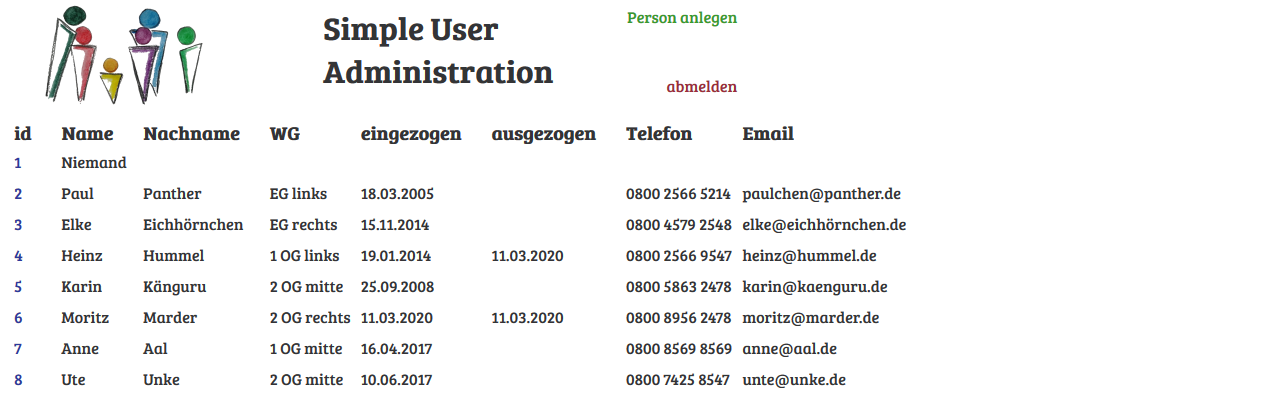 Simple User
Administration
Person anlegen
abmelden
id Name Nachname WG eingezogen ausgezogen Telefon Email
1 Niemand
2 Paul Panther EG links 18.03.2005 0800 2566 5214 paulchen@panther.de
3 Elke Eichhörnchen EG rechts 15.11.2014 0800 4579 2548 elke@eichhörnchen.de
4 Heinz Hummel 1 OG links 19.01.2014 11.03.2020 0800 2566 9547 heinz@hummel.de
5 Karin Känguru 2 OG mitte 25.09.2008 0800 5863 2478 karin@kaenguru.de
6 Moritz Marder 2 OG rechts 11.03.2020 11.03.2020 0800 8956 2478 moritz@marder.de
7 Anne Aal 1 OG mitte 16.04.2017 0800 8569 8569 anne@aal.de
8 Ute Unke 2 OG mitte 10.06.2017 0800 7425 8547 unte@unke.de